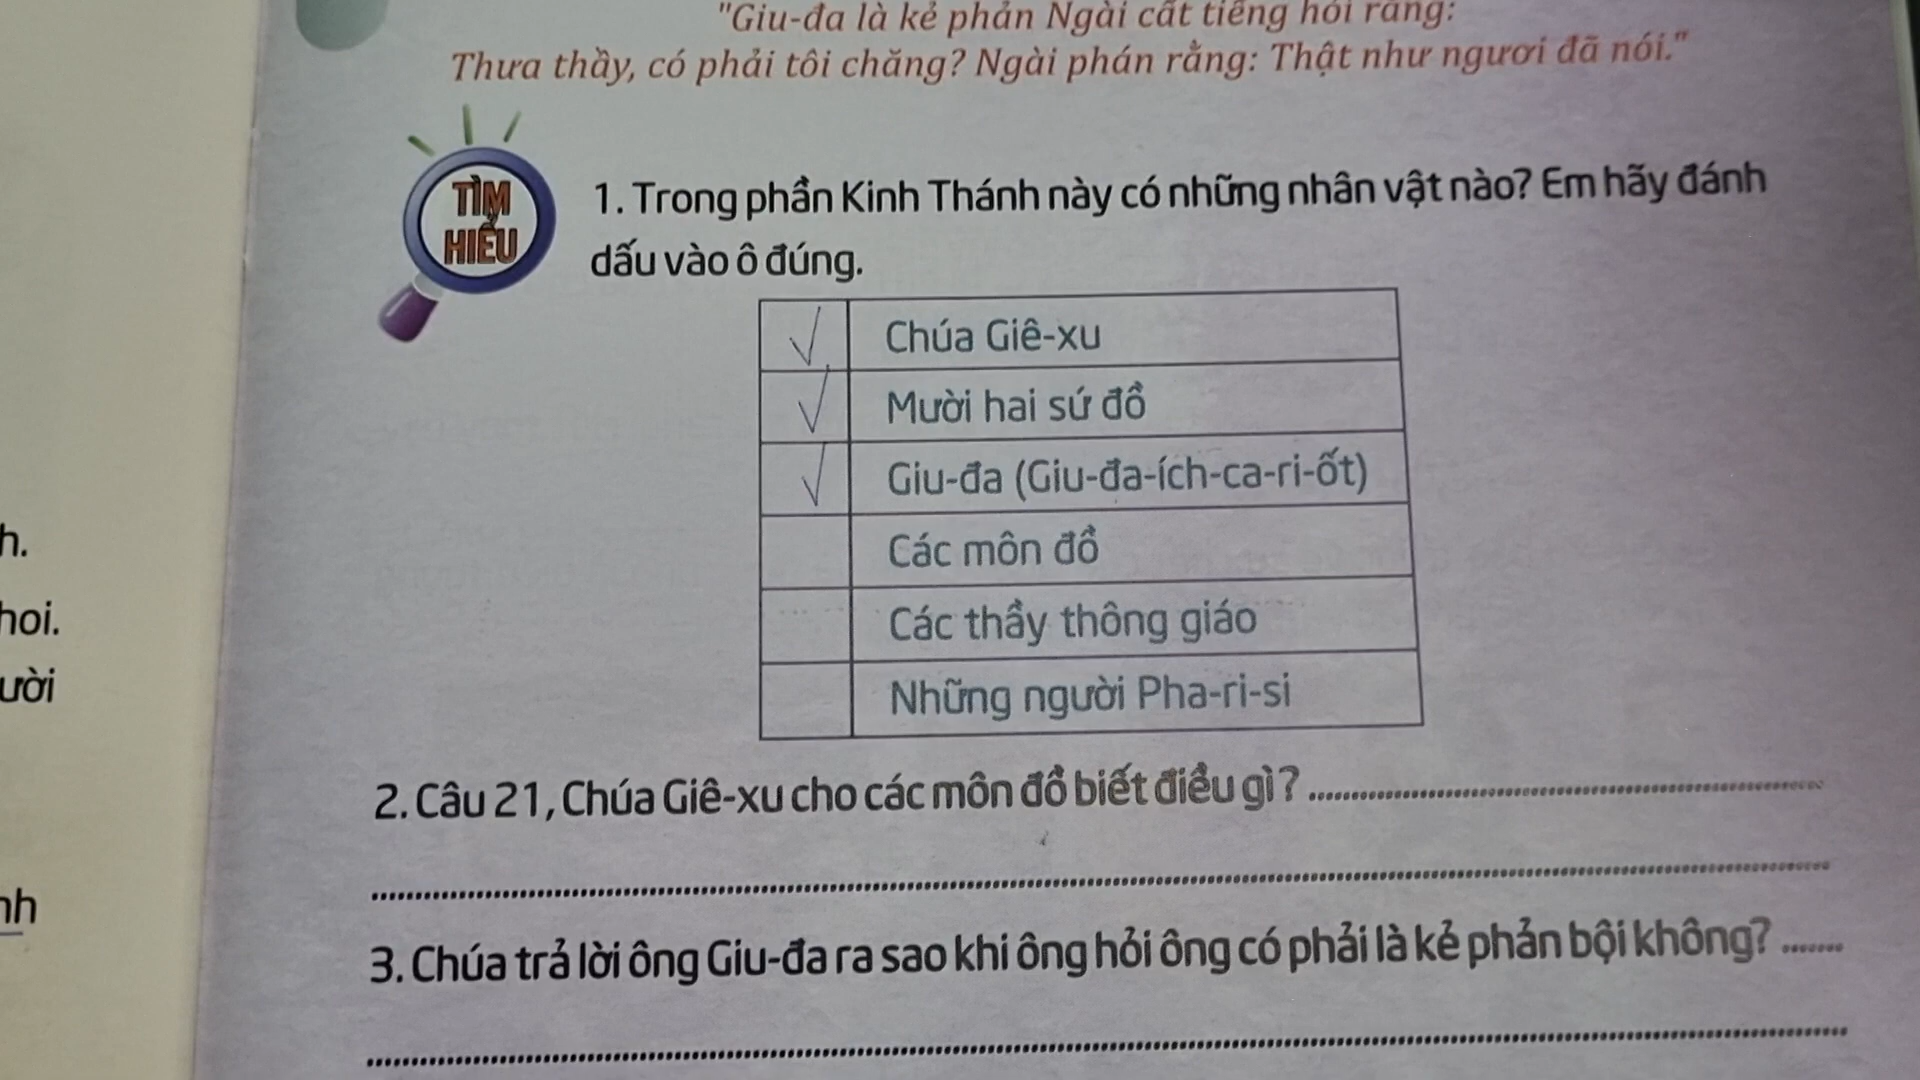 "Giu-đa là kẻ phản Ngài cất tiếng hỏi rằng:
Thưa thầy, có phải tôi chăng? Ngài phán rằng: Thật như ngươi đã nói."
TÌM
HIỂU
1. Trong phần Kinh Thánh này có những nhân vật nào? Em hãy đánh
dấu vào ô đúng.
√ Chúa Giê-xu
√ Mười hai sứ đồ
√ Giu-đa (Giu-đa-ích-ca-ri-ốt)
Các môn đồ
Các thầy thông giáo
Những người Pha-ri-si
h.
hoi.
ười
2. Câu 21, Chúa Giê-xu cho các môn đồ biết điều gì?
nh
3. Chúa trả lời ông Giu-đa ra sao khi ông hỏi ông có phải là kẻ phản bội không?